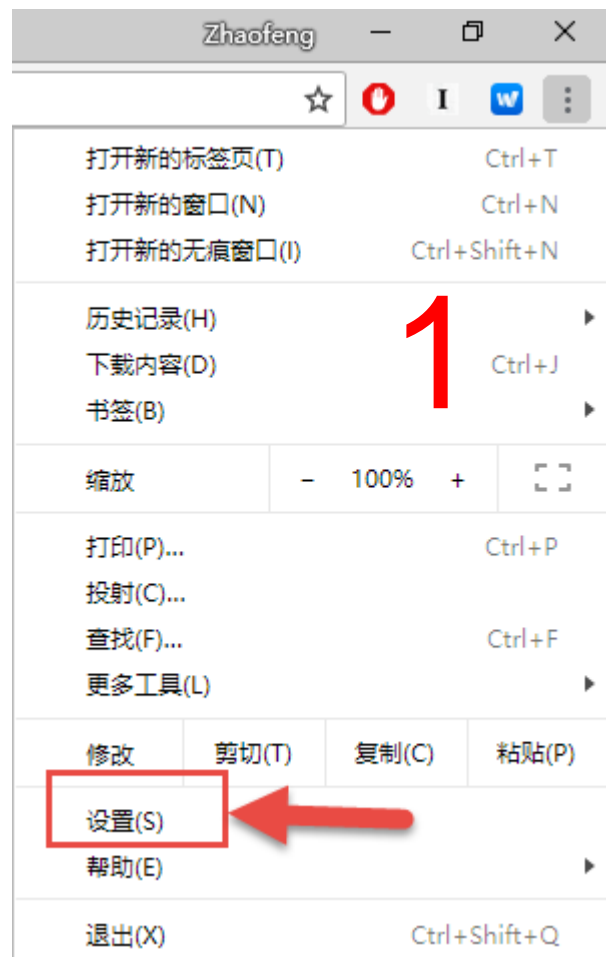 Zhaofeng
I W
打开新的标签页(T) Ctrl+T
打开新的窗口(N) Ctrl+N
打开新的无痕窗口(I) Ctrl+Shift+N
历史记录(H)
1
下载内容(D) Ctrl+J
书签(B)
缩放 - 100% +
打印(P)... Ctrl+P
投射(C)...
查找(F)... Ctrl+F
更多工具(L)
修改 剪切(T) 复制(C) 粘贴(P)
设置(S)
帮助(E)
退出(X) Ctrl+Shift+Q